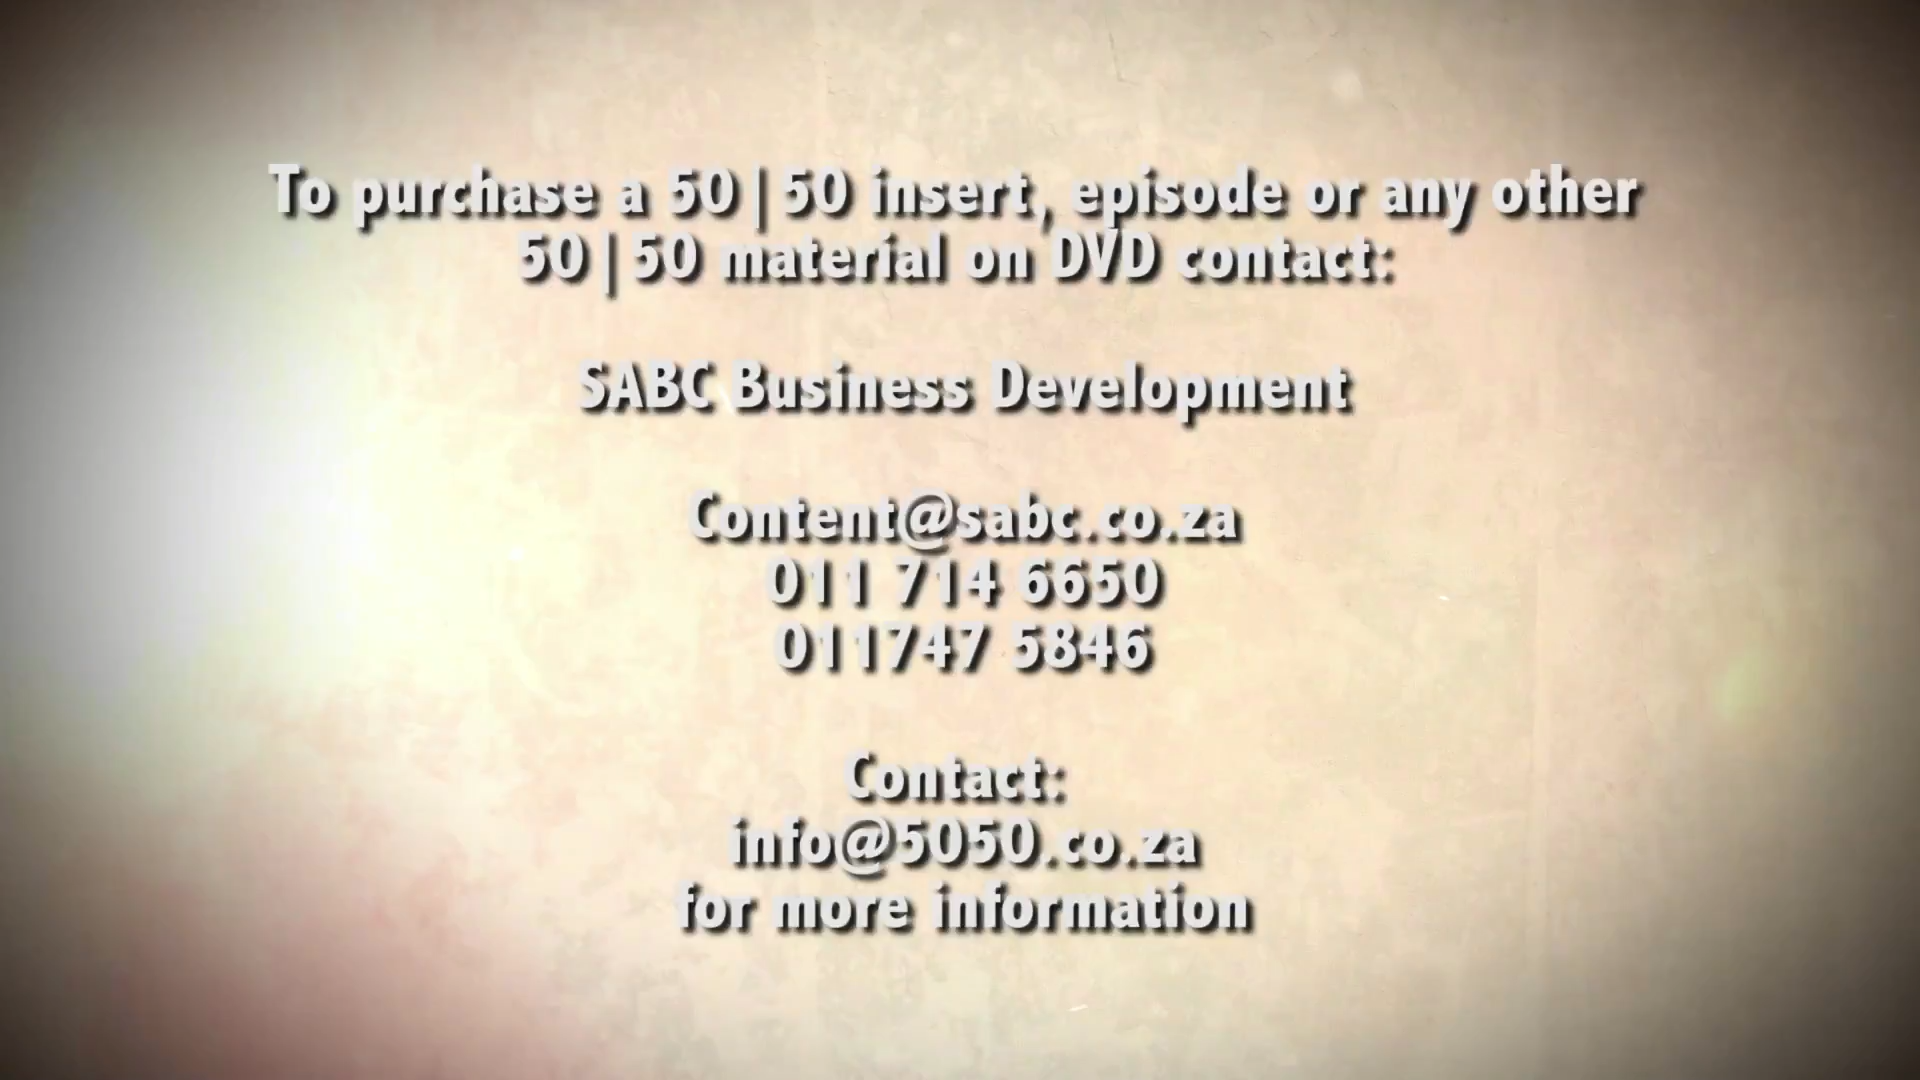 To purchase a 50|50 insert, episode or any other
50|50 material on DVD contact:
SABC Business Development
Content@sabc.co.za
011 714 6650
011747 5846
Contact:
info@5050.co.za
for more information